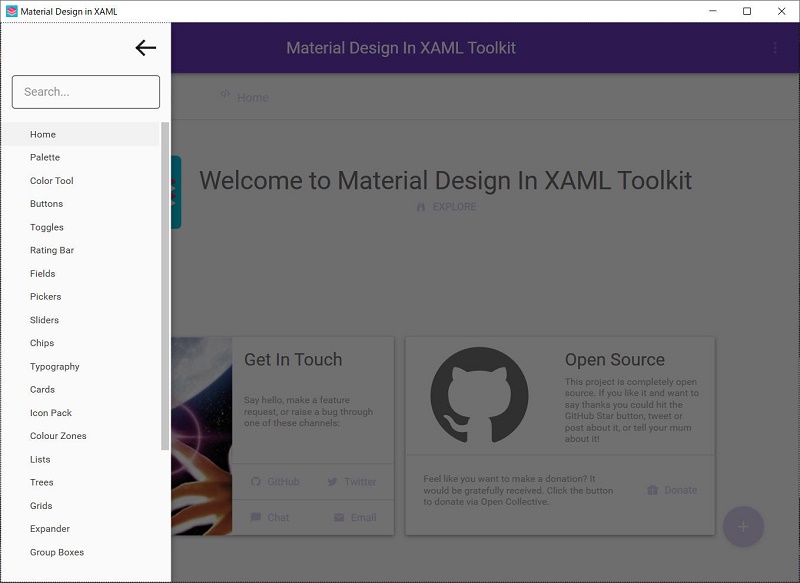 Material Design in XAML
Material Design In XAML Toolkit
Search...
Home
Home
Palette
Color Tool
Buttons
Toggles
Rating Bar
Fields
Pickers
Sliders
Chips
Typography
Cards
Icon Pack
Colour Zones
Lists
Trees
Grids
Expander
Group Boxes
Welcome to Material Design In XAML Toolkit
EXPLORE
Get In Touch
Say hello, make a feature
request, or raise a bug through
one of these channels:
GitHub
Twitter
Chat
Email
Open Source
This project is completely open
source. If you like it and want to
say thanks you could hit the
GitHub Star button, tweet or
post about it, or tell your mum
about it!
Feel like you want to make a donation? It
would be gratefully received. Click the button
to donate via Open Collective.
Donate